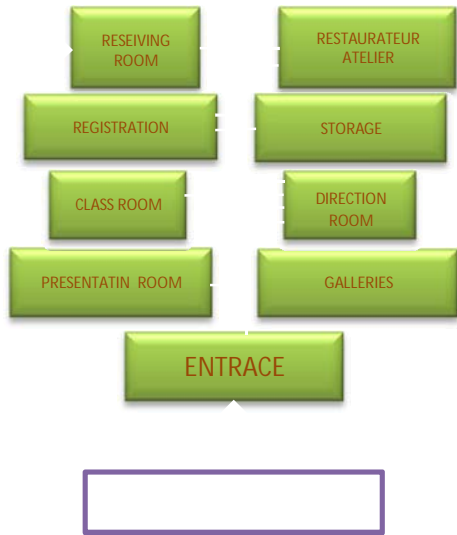 RESEIVING
ROOM
RESTAURATEUR
ATELIER
REGISTRATION
STORAGE
CLASS ROOM
DIRECTION
ROOM
PRESENTATIN ROOM
GALLERIES
ENTRACE